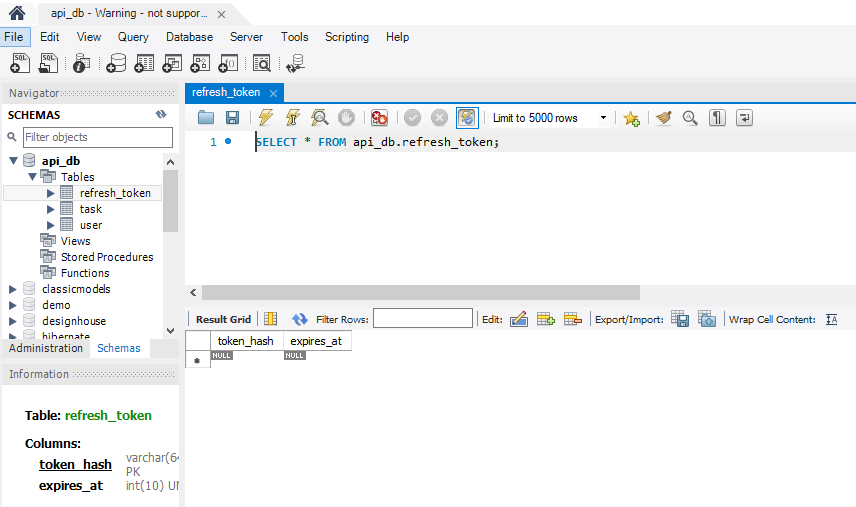 api_db - Warning - not suppor...
File Edit View Query Database Server Tools Scripting Help
Navigator
SCHEMAS
Filter objects
api_db
Tables
refresh_token
task
user
Views
Stored Procedures
Functions
classicmodels
demo
designhouse
hibernate
Administration Schemas
Information
Table: refresh_token
Columns:
token_hash varchar(64
PK
expires_at int(10) UN
refresh_token
Limit to 5000 rows
1 SELECT * FROM api_db.refresh_token;
Result Grid Filter Rows: Edit: Export/Import: Wrap Cell Content:
token_hash expires_at
NULL NULL